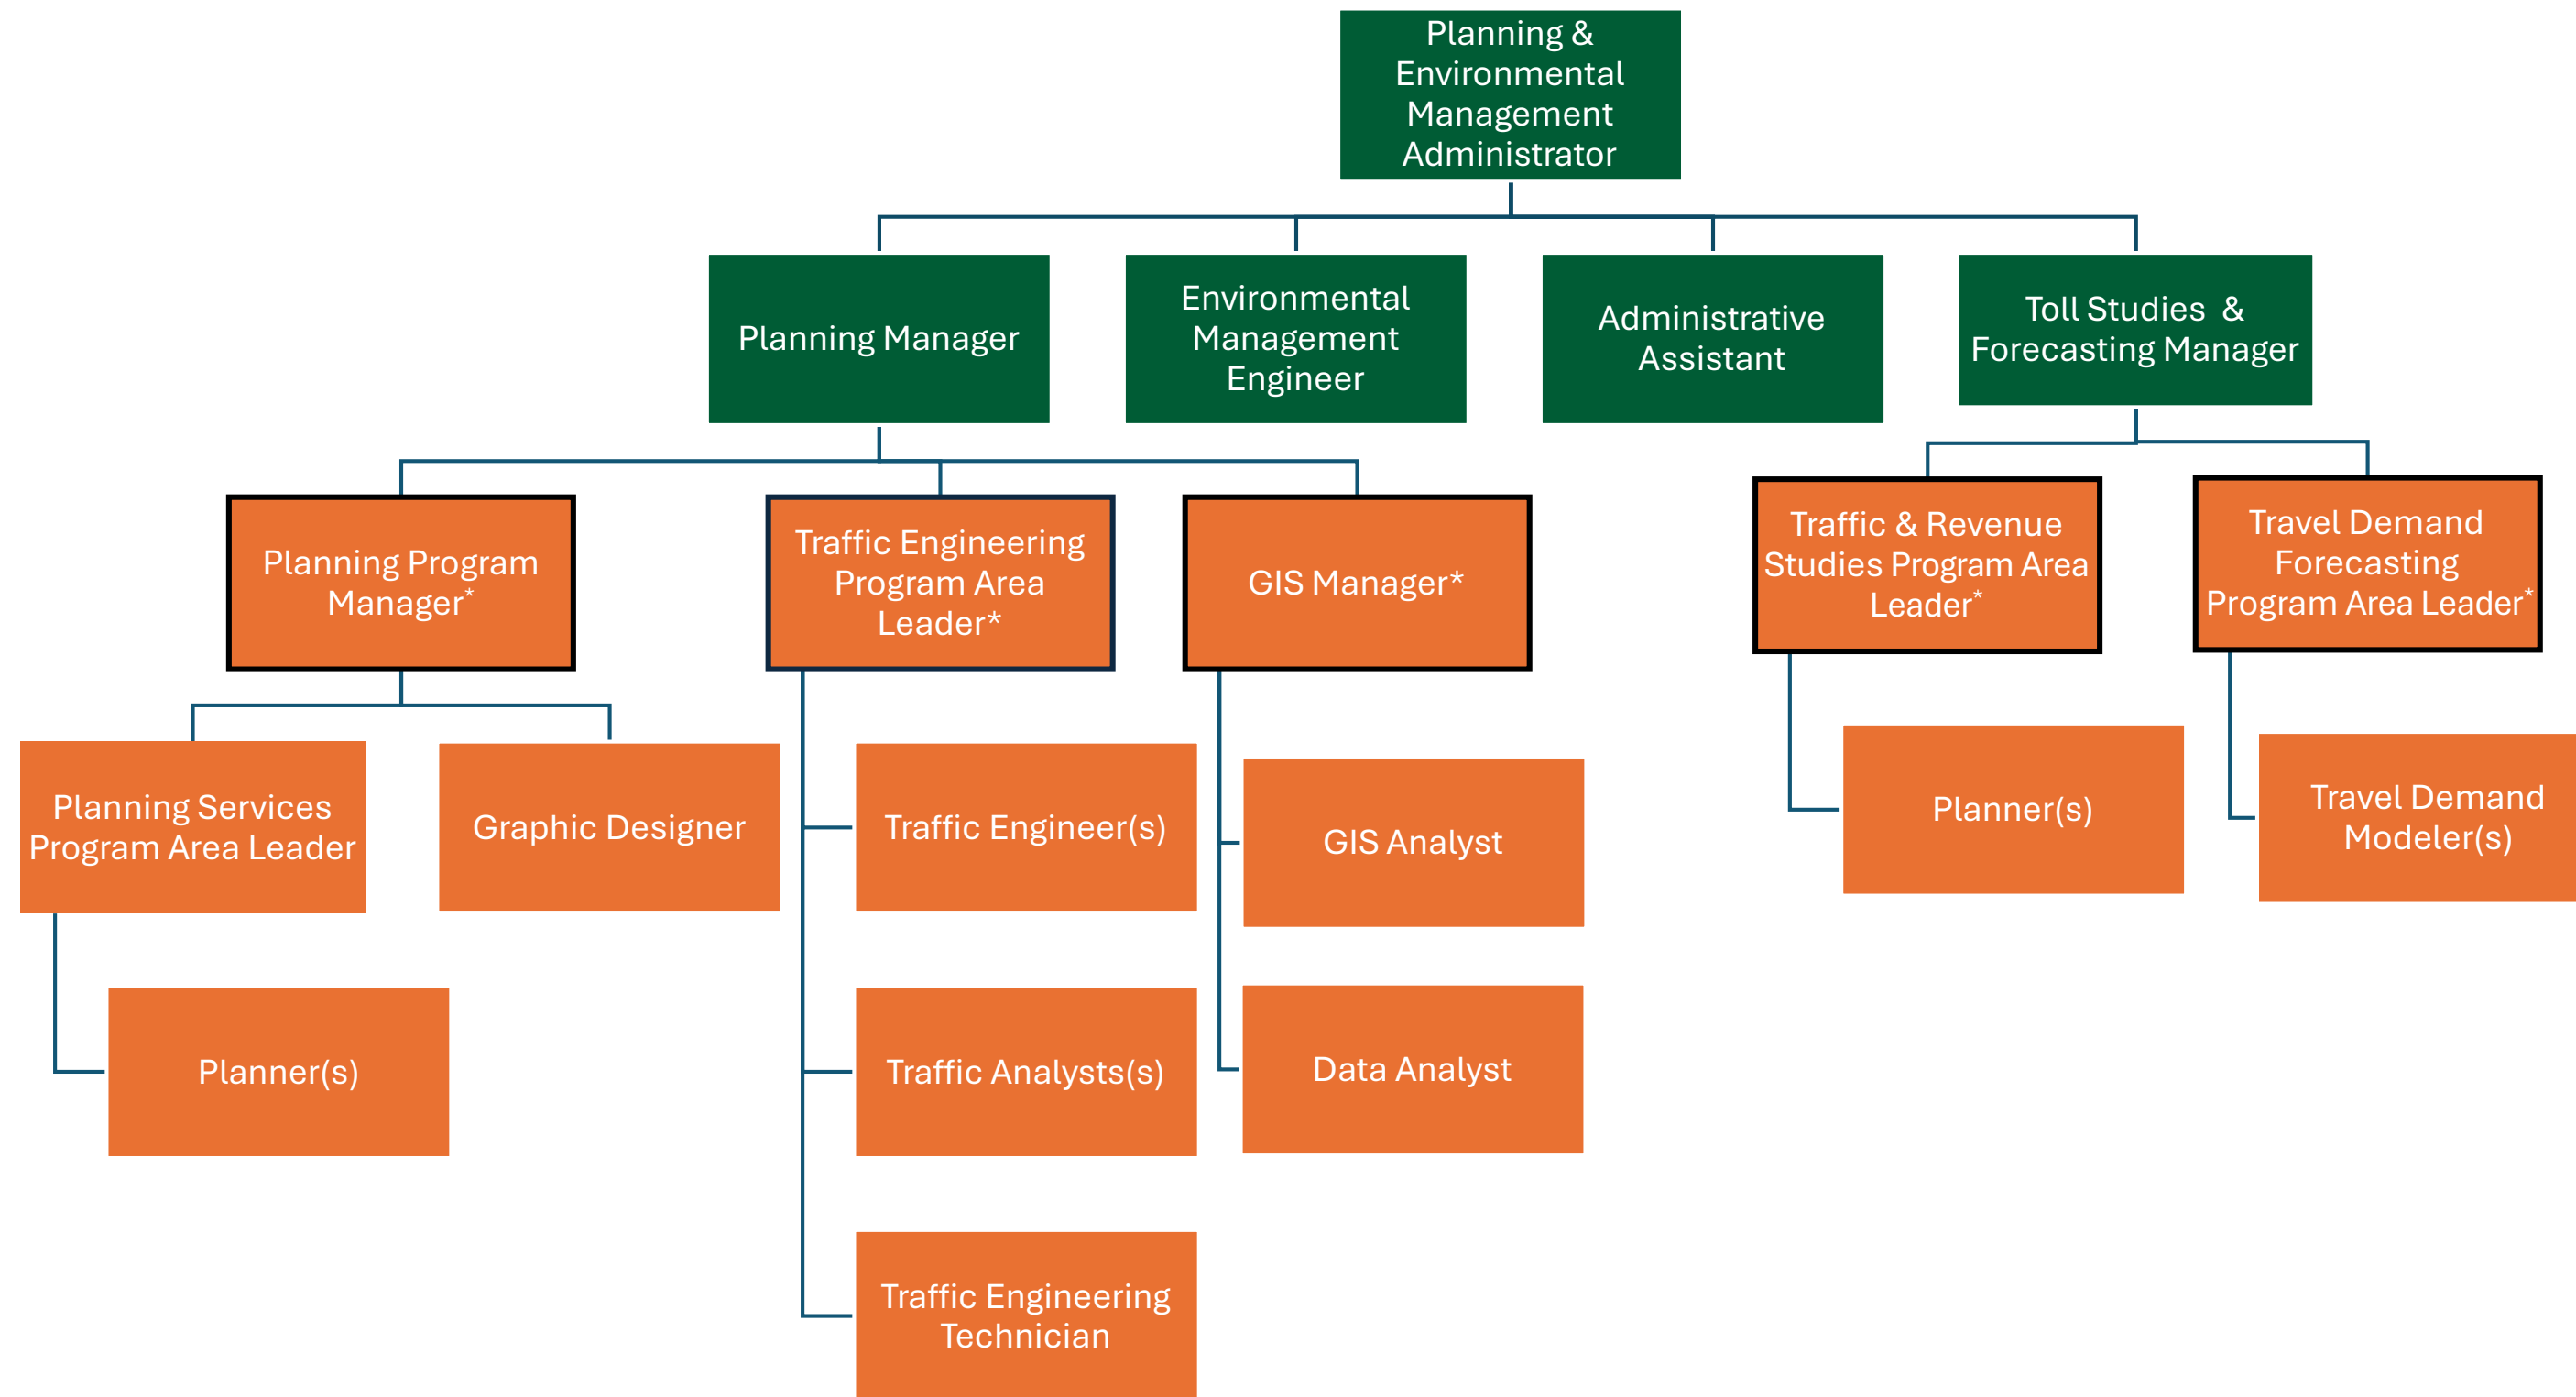 Planning &
Environmental
Management
Administrator
Planning Manager
Environmental
Management
Engineer
Administrative
Assistant
Toll Studies &
Forecasting Manager
Planning Program
Manager*
Traffic Engineering
Program Area
Leader*
GIS Manager*
Traffic & Revenue
Studies Program Area
Leader*
Travel Demand
Forecasting
Program Area Leader*
Planning Services
Program Area Leader
Graphic Designer
Traffic Engineer(s)
GIS Analyst
Planner(s)
Travel Demand
Modeler(s)
Planner(s)
Traffic Analysts(s)
Data Analyst
Traffic Engineering
Technician